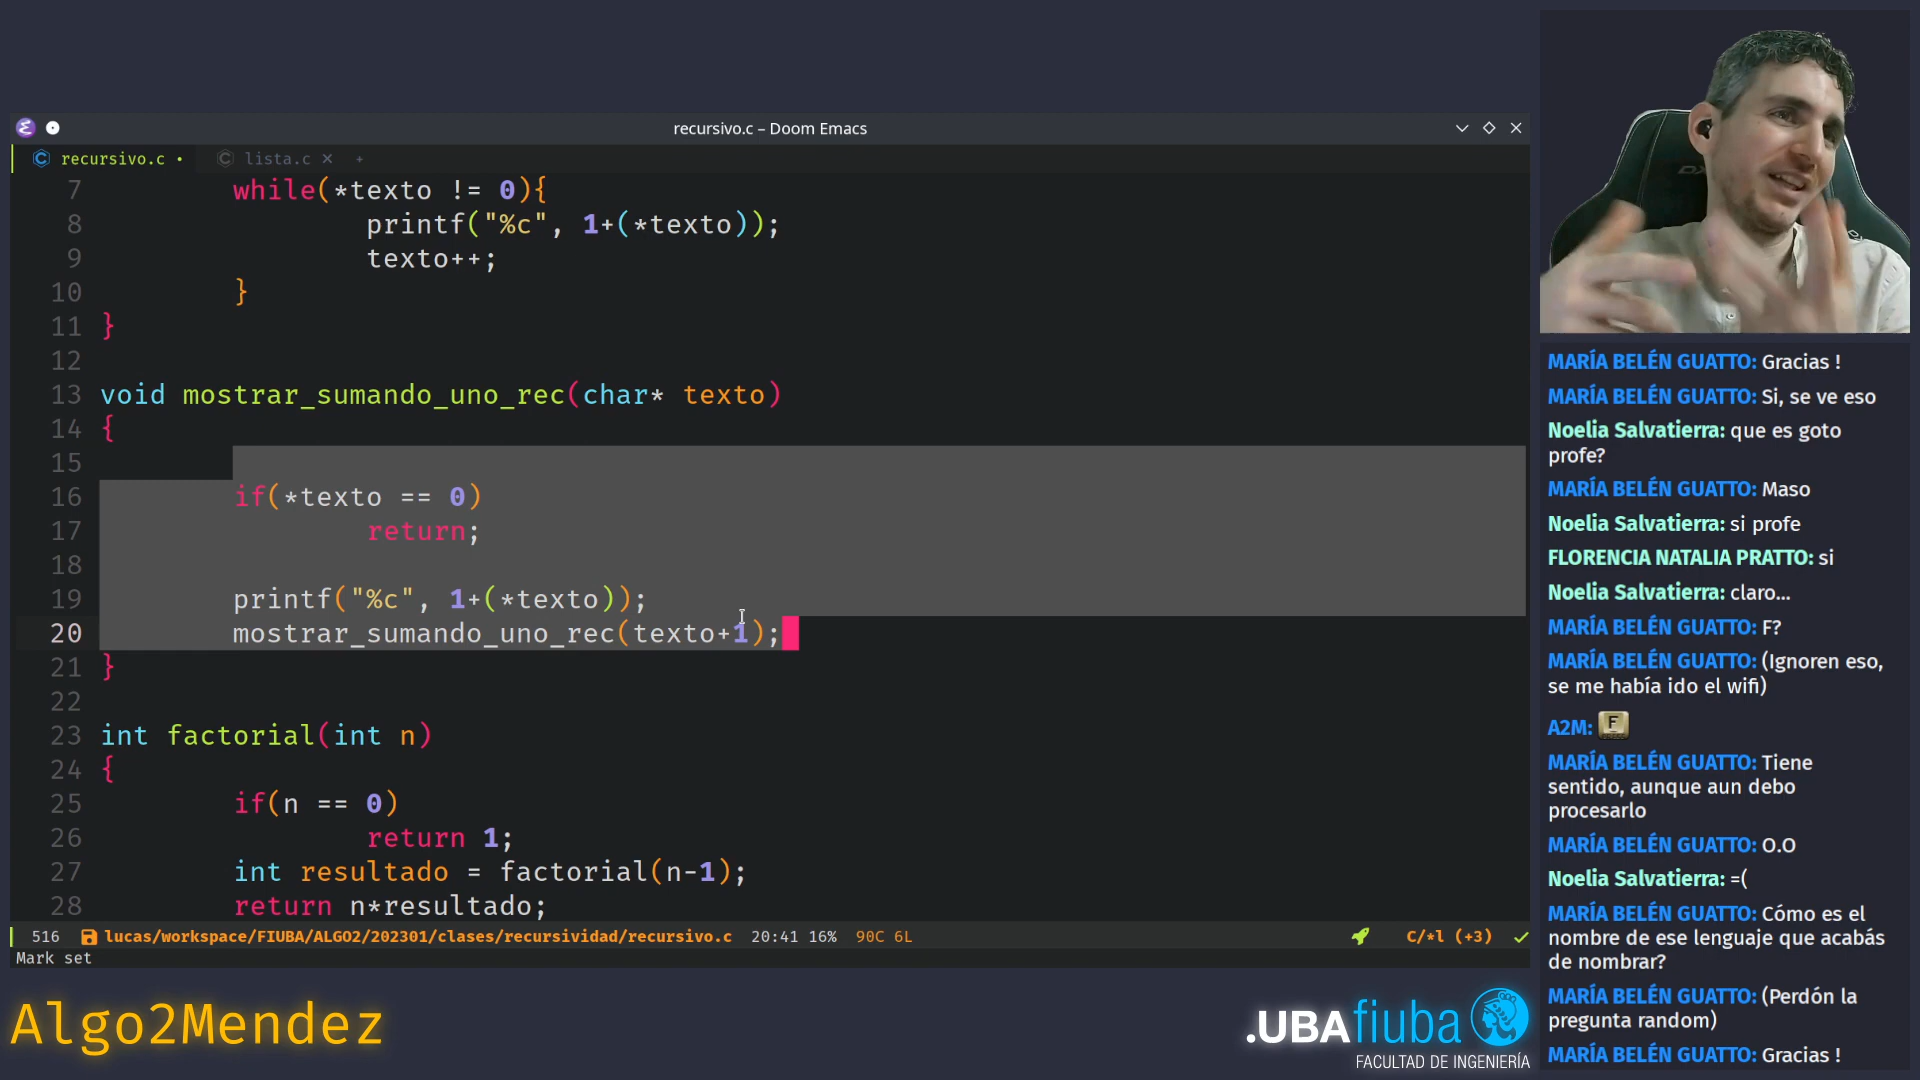 recursivo.c – Doom Emacs
recursivo.c
lista.c
7 while(*texto != 0){
8 printf("%c", 1+(*texto));
9 texto++;
10 }
11 }
12
13 void mostrar_sumando_uno_rec(char* texto)
14 {
15
16 if(*texto == 0)
17 return;
18
19 printf("%c", 1+(*texto));
20 mostrar_sumando_uno_rec(texto+1);
21 }
22
23 int factorial(int n)
24 {
25 if(n == 0)
26 return 1;
27 int resultado = factorial(n-1);
28 return n*resultado;
516 lucas/workspace/FIUBA/ALGO2/202301/clases/recursividad/recursivo.c 20:41 16% 90C 6L C/*l (+3)
Mark set
Algo2Mendez
.UBAfiuba
FACULTAD DE INGENIERÍA
MARÍA BELÉN GUATTO: Gracias !
MARÍA BELÉN GUATTO: Si, se ve eso
Noelia Salvatierra: que es goto
profe?
MARÍA BELÉN GUATTO: Maso
Noelia Salvatierra: si profe
FLORENCIA NATALIA PRATTO: si
Noelia Salvatierra: claro...
MARÍA BELÉN GUATTO: F?
MARÍA BELÉN GUATTO: (Ignoren eso,
se me había ido el wifi)
A2M: F
MARÍA BELÉN GUATTO: Tiene
sentido, aunque aun debo
procesarlo
MARÍA BELÉN GUATTO: O.O
Noelia Salvatierra: =(
MARÍA BELÉN GUATTO: Cómo es el
nombre de ese lenguaje que acabás
de nombrar?
MARÍA BELÉN GUATTO: (Perdón la
pregunta random)
MARÍA BELÉN GUATTO: Gracias !